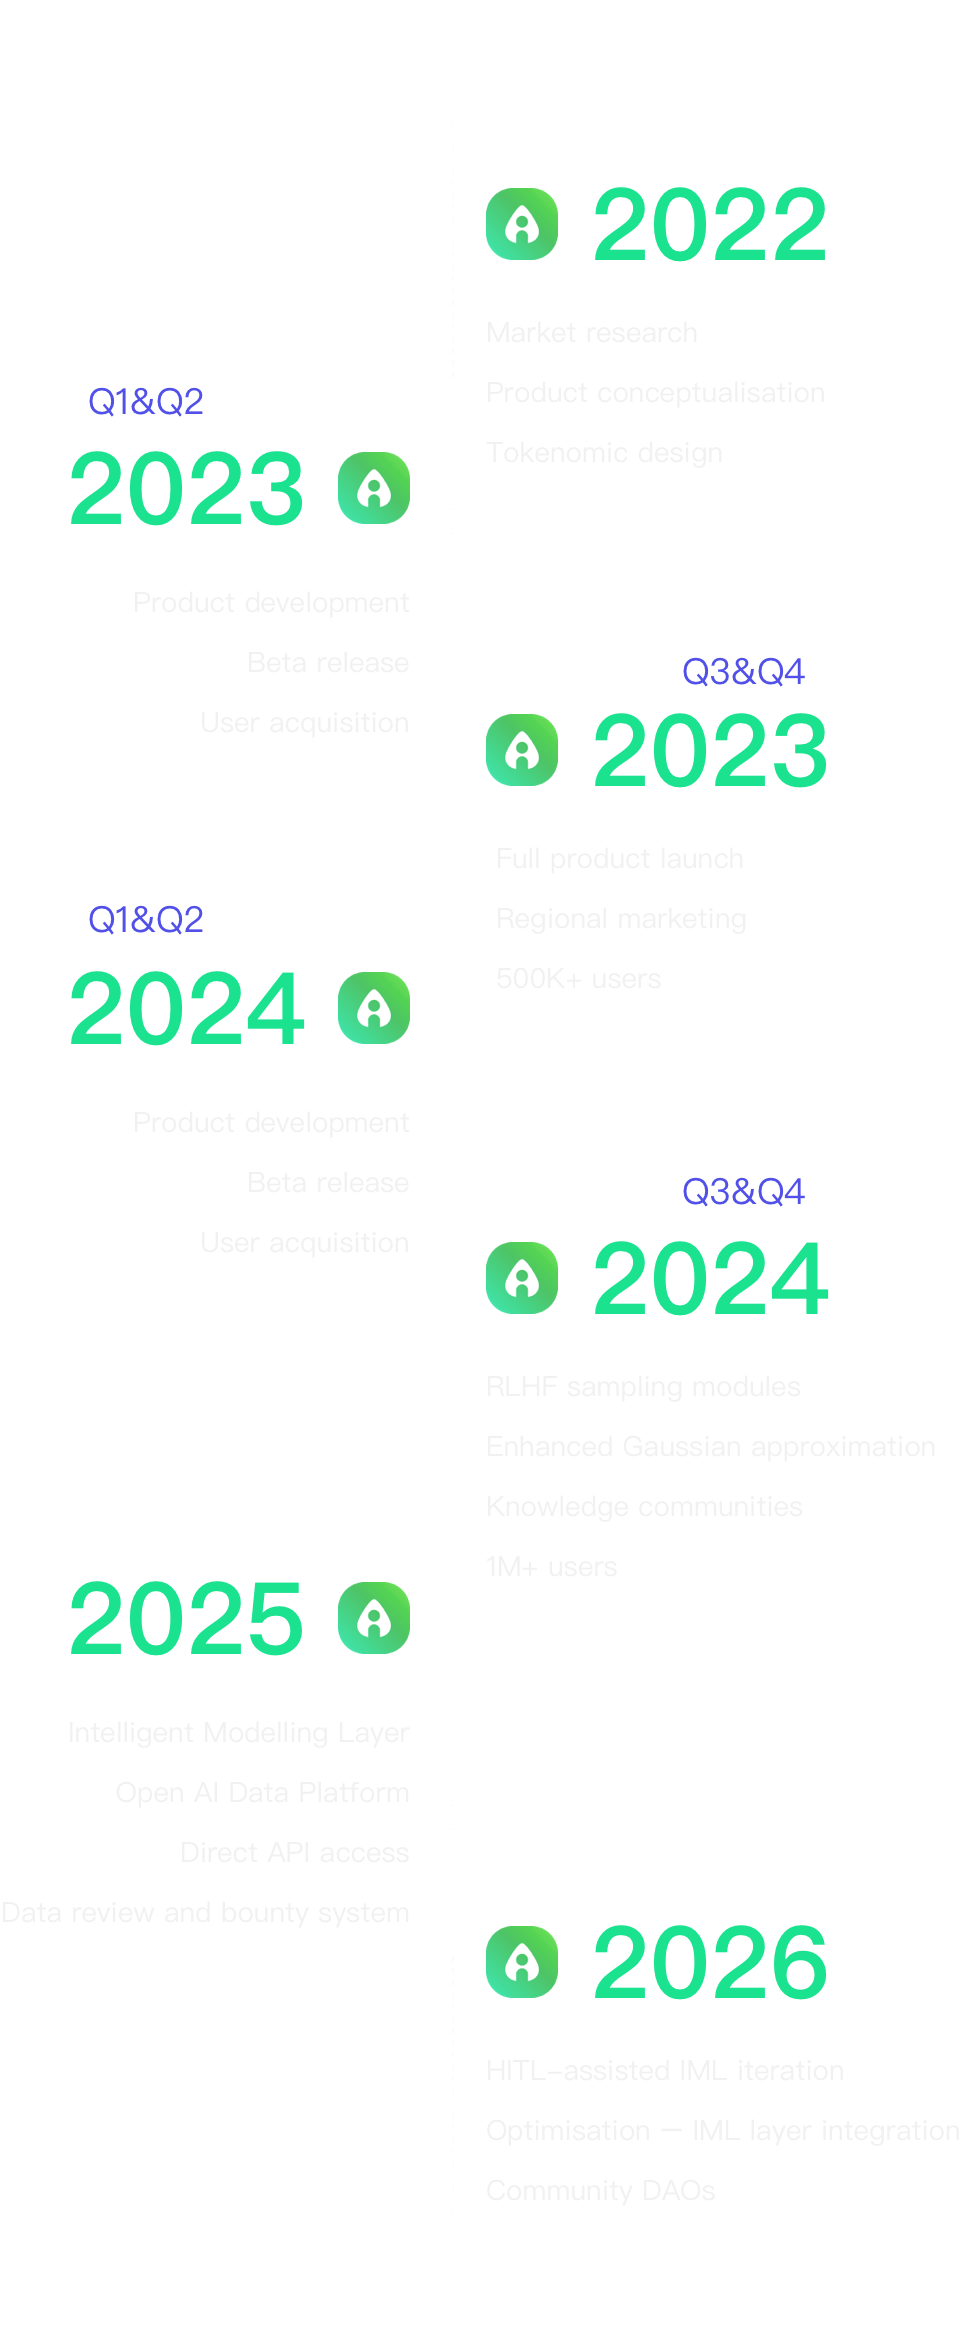 2022
Market research
Product conceptualisation
Tokenomic design
Q1&Q2
2023
Product development
Beta release
User acquisition
Q3&Q4
2023
Full product launch
Regional marketing
500K+ users
Q1&Q2
2024
Product development
Beta release
User acquisition
Q3&Q4
2024
RLHF sampling modules
Enhanced Gaussian approximation
Knowledge communities
1M+ users
2025
Intelligent Modelling Layer
Open AI Data Platform
Direct API access
Data review and bounty system
2026
HITL-assisted IML iteration
Optimisation — IML layer integration
Community DAOs